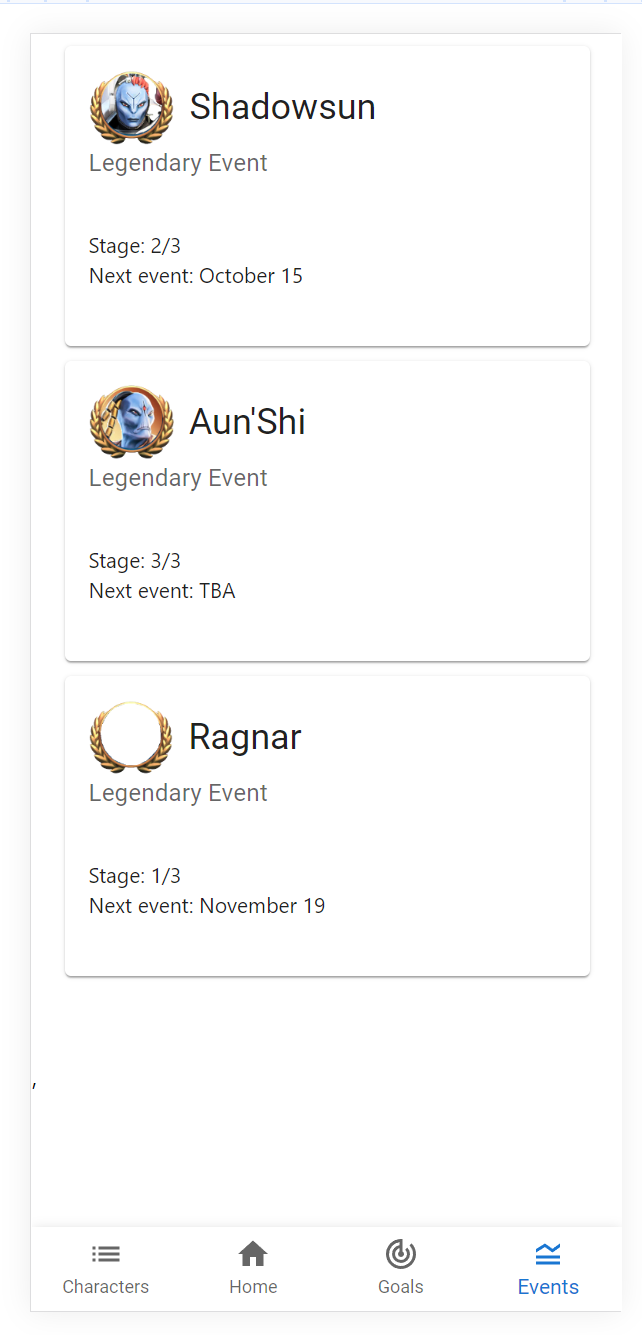 Shadowsun
Legendary Event
Stage: 2/3
Next event: October 15
Aun'Shi
Legendary Event
Stage: 3/3
Next event: TBA
Ragnar
Legendary Event
Stage: 1/3
Next event: November 19
,
Characters
Home
Goals
Events